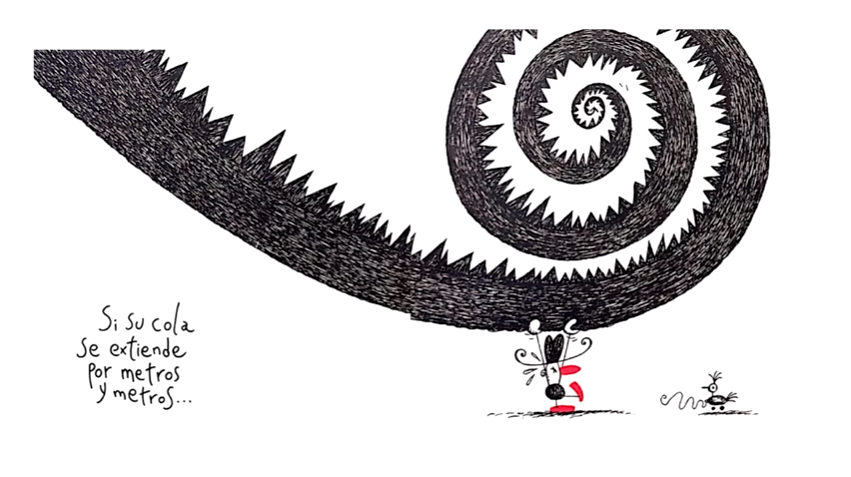 Si su cola
se extiende
por metros
y metros...